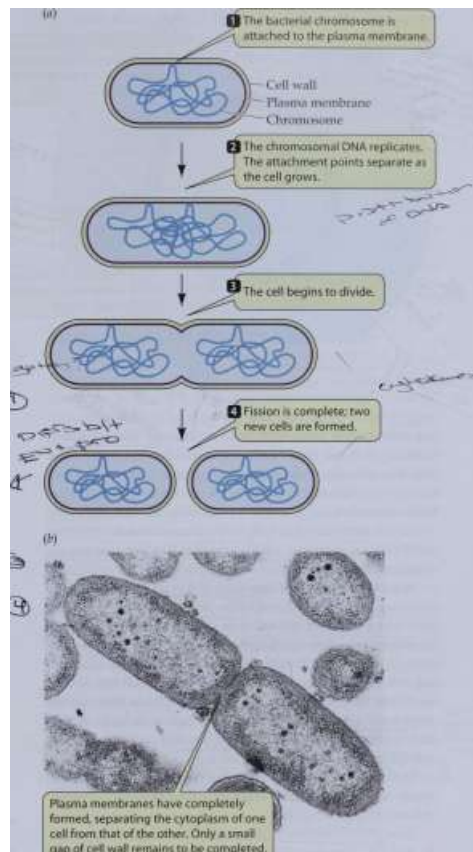 (a)
1 The bacterial chromosome is
attached to the plasma membrane.
Cell wall
Plasma membrane
Chromosome
2 The chromosomal DNA replicates.
The attachment points separate as
the cell grows.
of DNA
3 The cell begins to divide.
4 Fission is complete; two
new cells are formed.
(b)
4
Plasma membranes have completely
formed, separating the cytoplasm of one
cell from that of the other. Only a small
gap of cell wall remains to be completed.